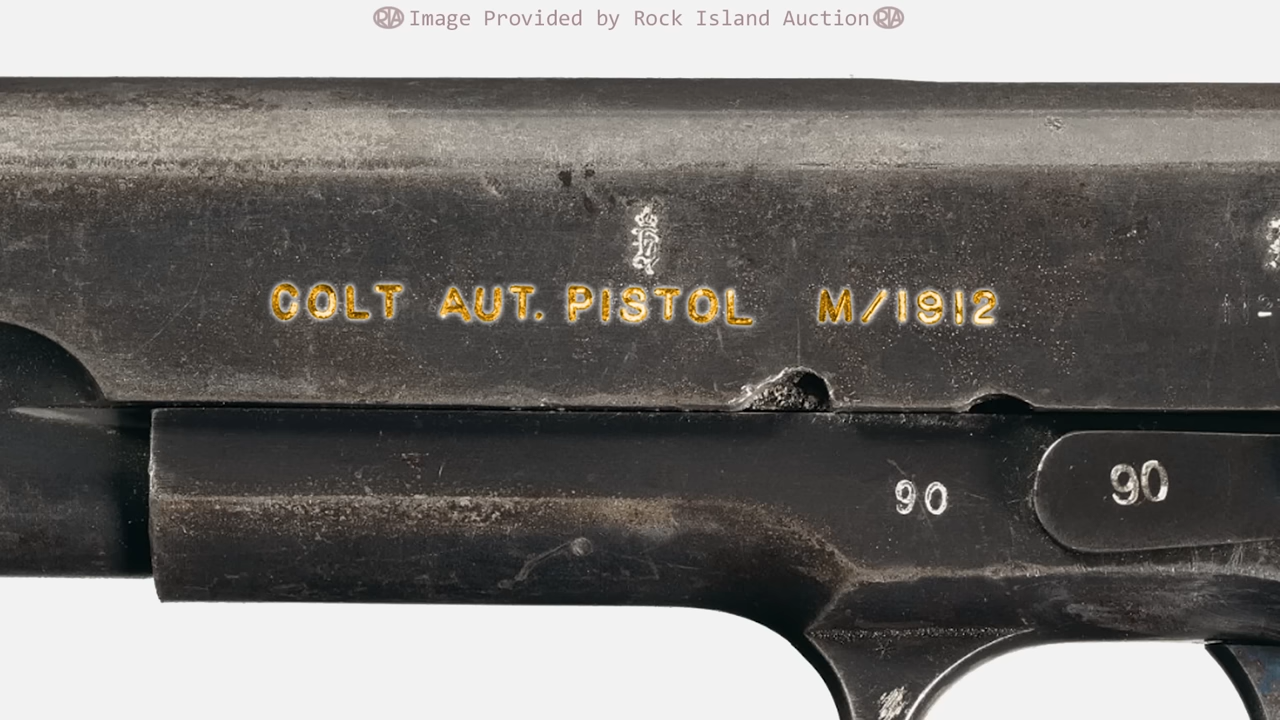 Image Provided by Rock Island Auction
COLT AUT. PISTOL M/1912
90
90